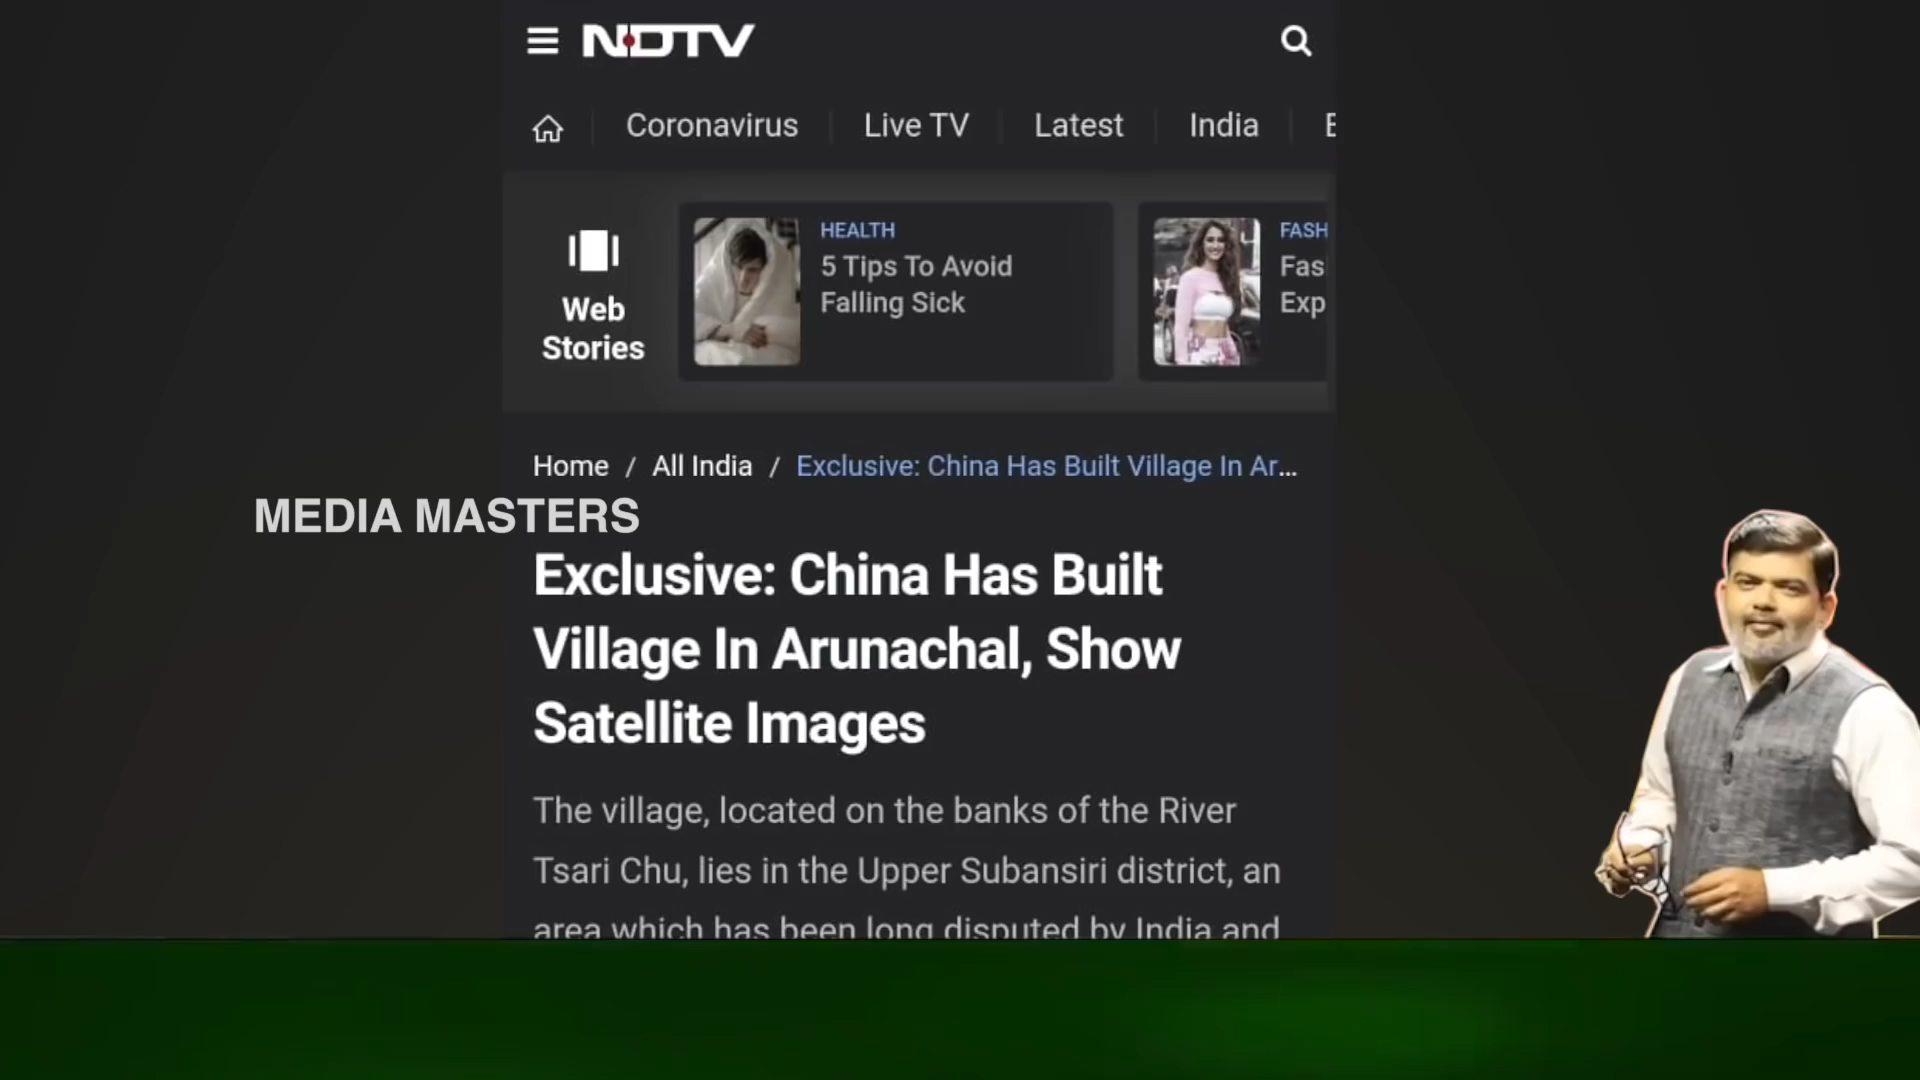 NDTV
Coronavirus
Live TV
Latest
India
Web
Stories
HEALTH
5 Tips To Avoid
Falling Sick
FASH
Fas
Exp
Home / All India / Exclusive: China Has Built Village In Ar...
MEDIA MASTERS
Exclusive: China Has Built
Village In Arunachal, Show
Satellite Images
The village, located on the banks of the River
Tsari Chu, lies in the Upper Subansiri district, an
area which has been long disputed by India and